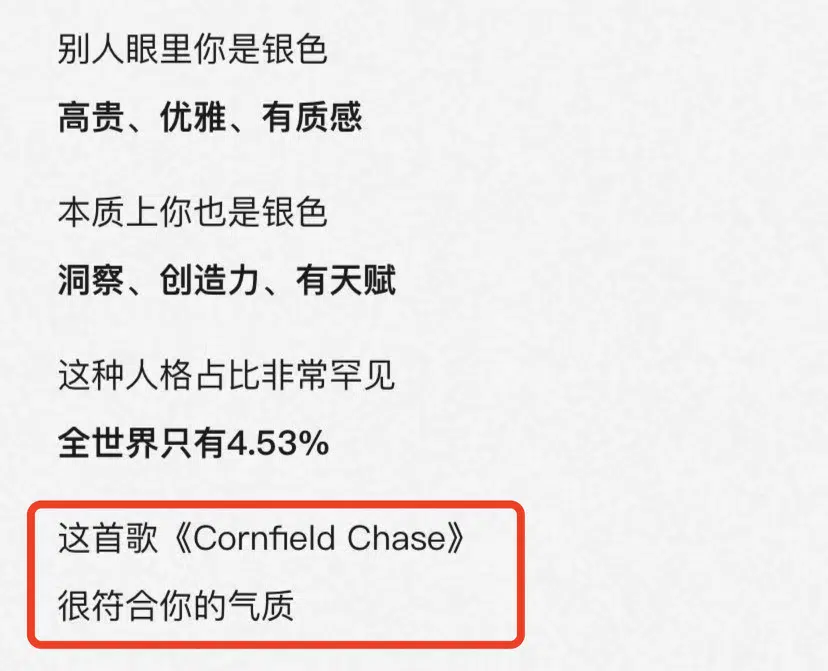 别人眼里你是银色
高贵、优雅、有质感
本质上你也是银色
洞察、创造力、有天赋
这种人格占比非常罕见
全世界只有4.53%
这首歌《Cornfield Chase》
很符合你的气质